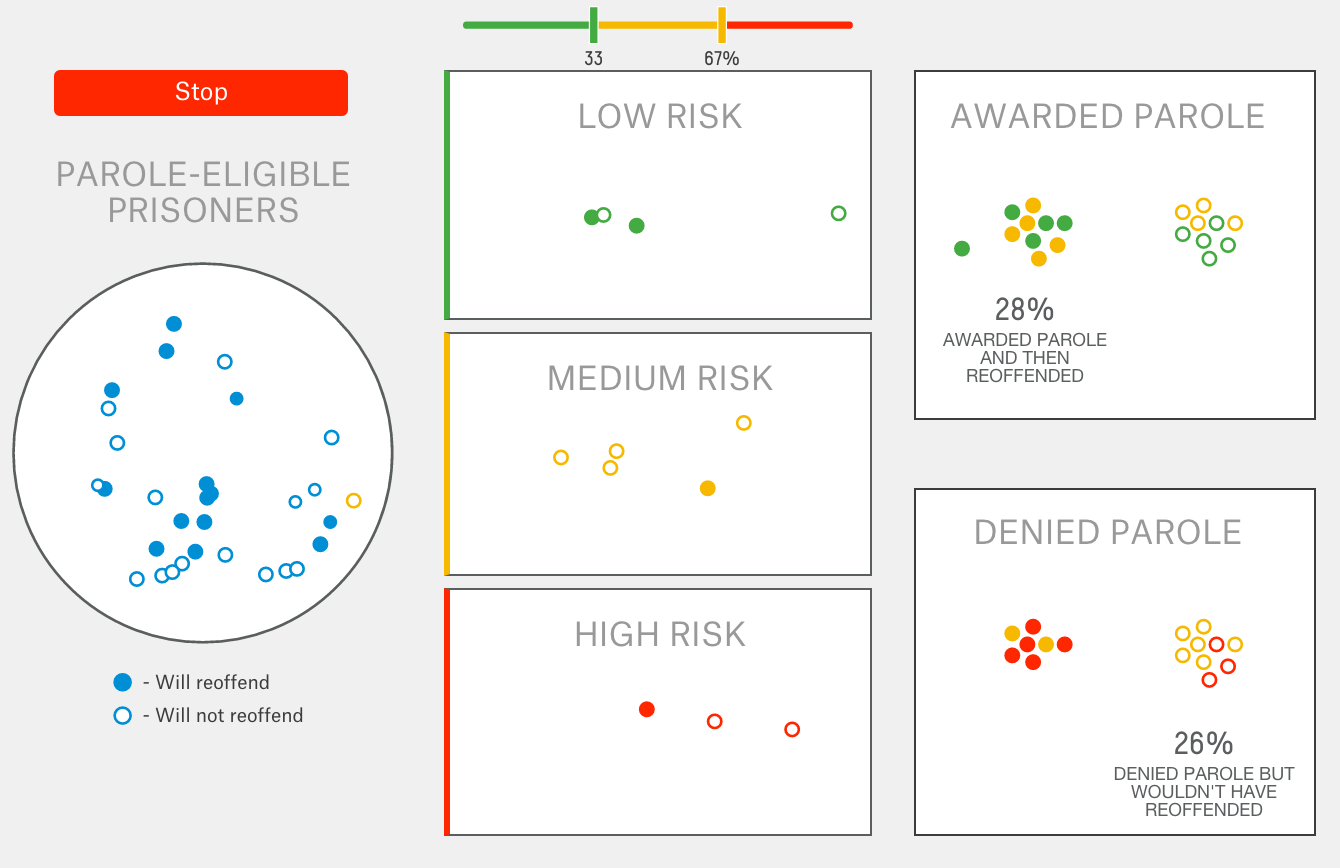 33
67%
Stop
PAROLE-ELIGIBLE
PRISONERS
- Will reoffend
- Will not reoffend
LOW RISK
MEDIUM RISK
HIGH RISK
AWARDED PAROLE
28%
AWARDED PAROLE
AND THEN
REOFFENDED
DENIED PAROLE
26%
DENIED PAROLE BUT
WOULDN'T HAVE
REOFFENDED